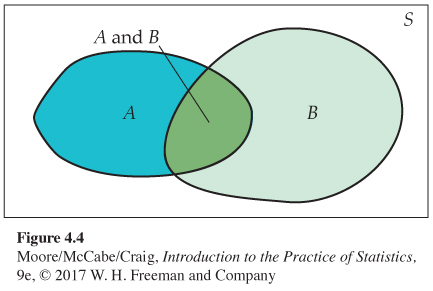 S
A and B
A
B
Figure 4.4
Moore/McCabe/Craig, Introduction to the Practice of Statistics,
9e, © 2017 W. H. Freeman and Company